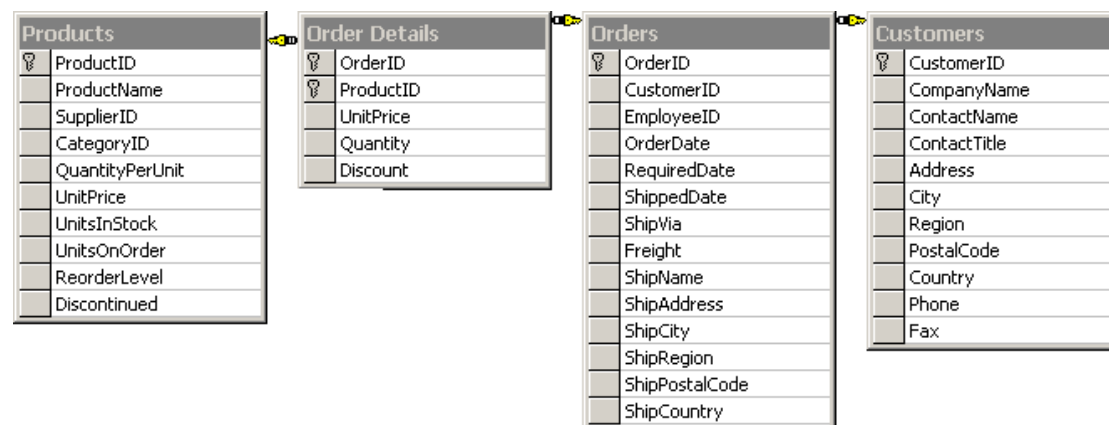 Products
ProductID
ProductName
SupplierID
CategoryID
QuantityPerUnit
UnitPrice
UnitsInStock
UnitsOnOrder
ReorderLevel
Discontinued
Order Details
OrderID
ProductID
UnitPrice
Quantity
Discount
Orders
OrderID
CustomerID
EmployeeID
OrderDate
RequiredDate
ShippedDate
ShipVia
Freight
ShipName
ShipAddress
ShipCity
ShipRegion
ShipPostalCode
ShipCountry
Customers
CustomerID
CompanyName
ContactName
ContactTitle
Address
City
Region
PostalCode
Country
Phone
Fax